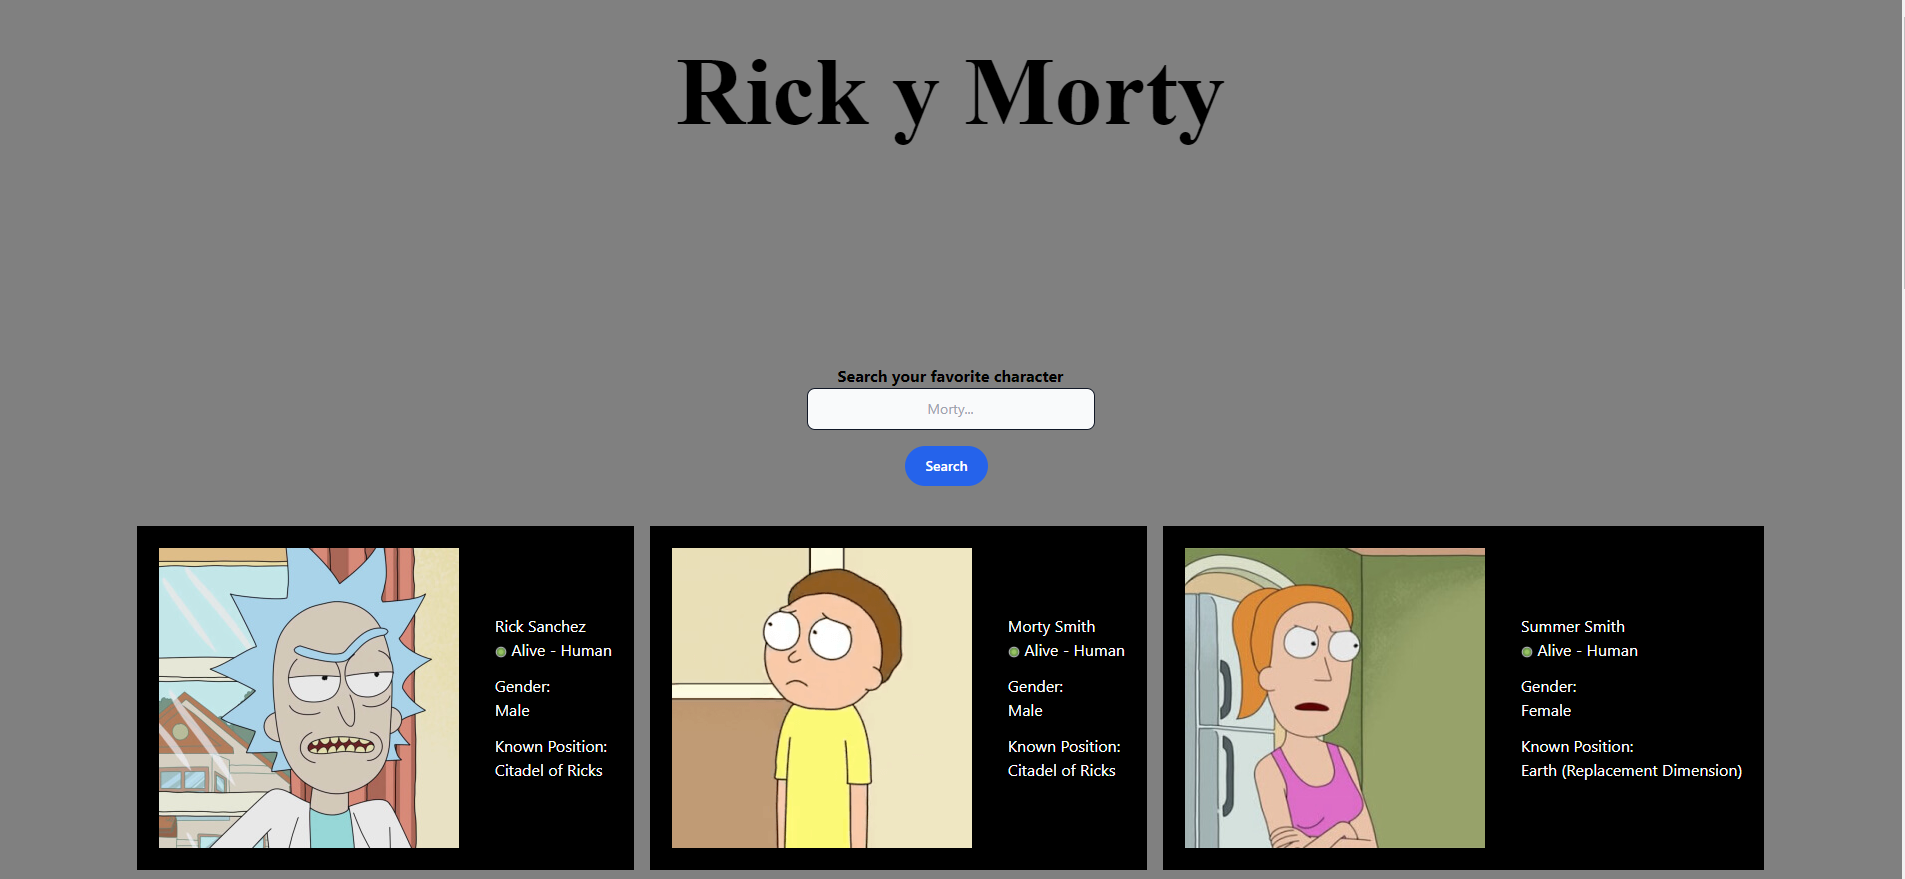 Rick y Morty
Search your favorite character
Morty...
Search
Rick Sanchez
Alive - Human
Gender:
Male
Known Position:
Citadel of Ricks
Morty Smith
Alive - Human
Gender:
Male
Known Position:
Citadel of Ricks
Summer Smith
Alive - Human
Gender:
Female
Known Position:
Earth (Replacement Dimension)